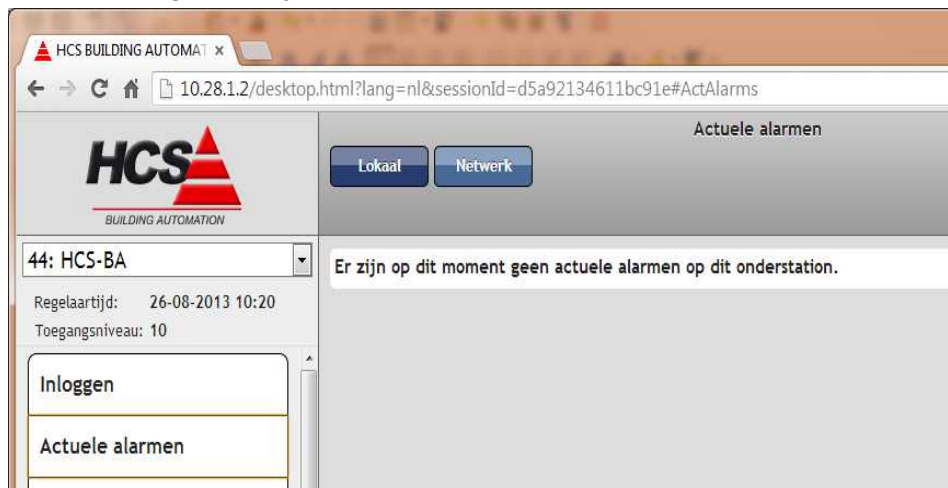 HCS BUILDING AUTOMAT
10.28.1.2/desktop.html?lang=nl&sessionId=d5a92134611bc91e#ActAlarms
HCS
BUILDING AUTOMATION
Actuele alarmen
Lokaal
Netwerk
44: HCS-BA
Er zijn op dit moment geen actuele alarmen op dit onderstation.
Regelaartijd: 26-08-2013 10:20
Toegangsniveau: 10
Inloggen
Actuele alarmen